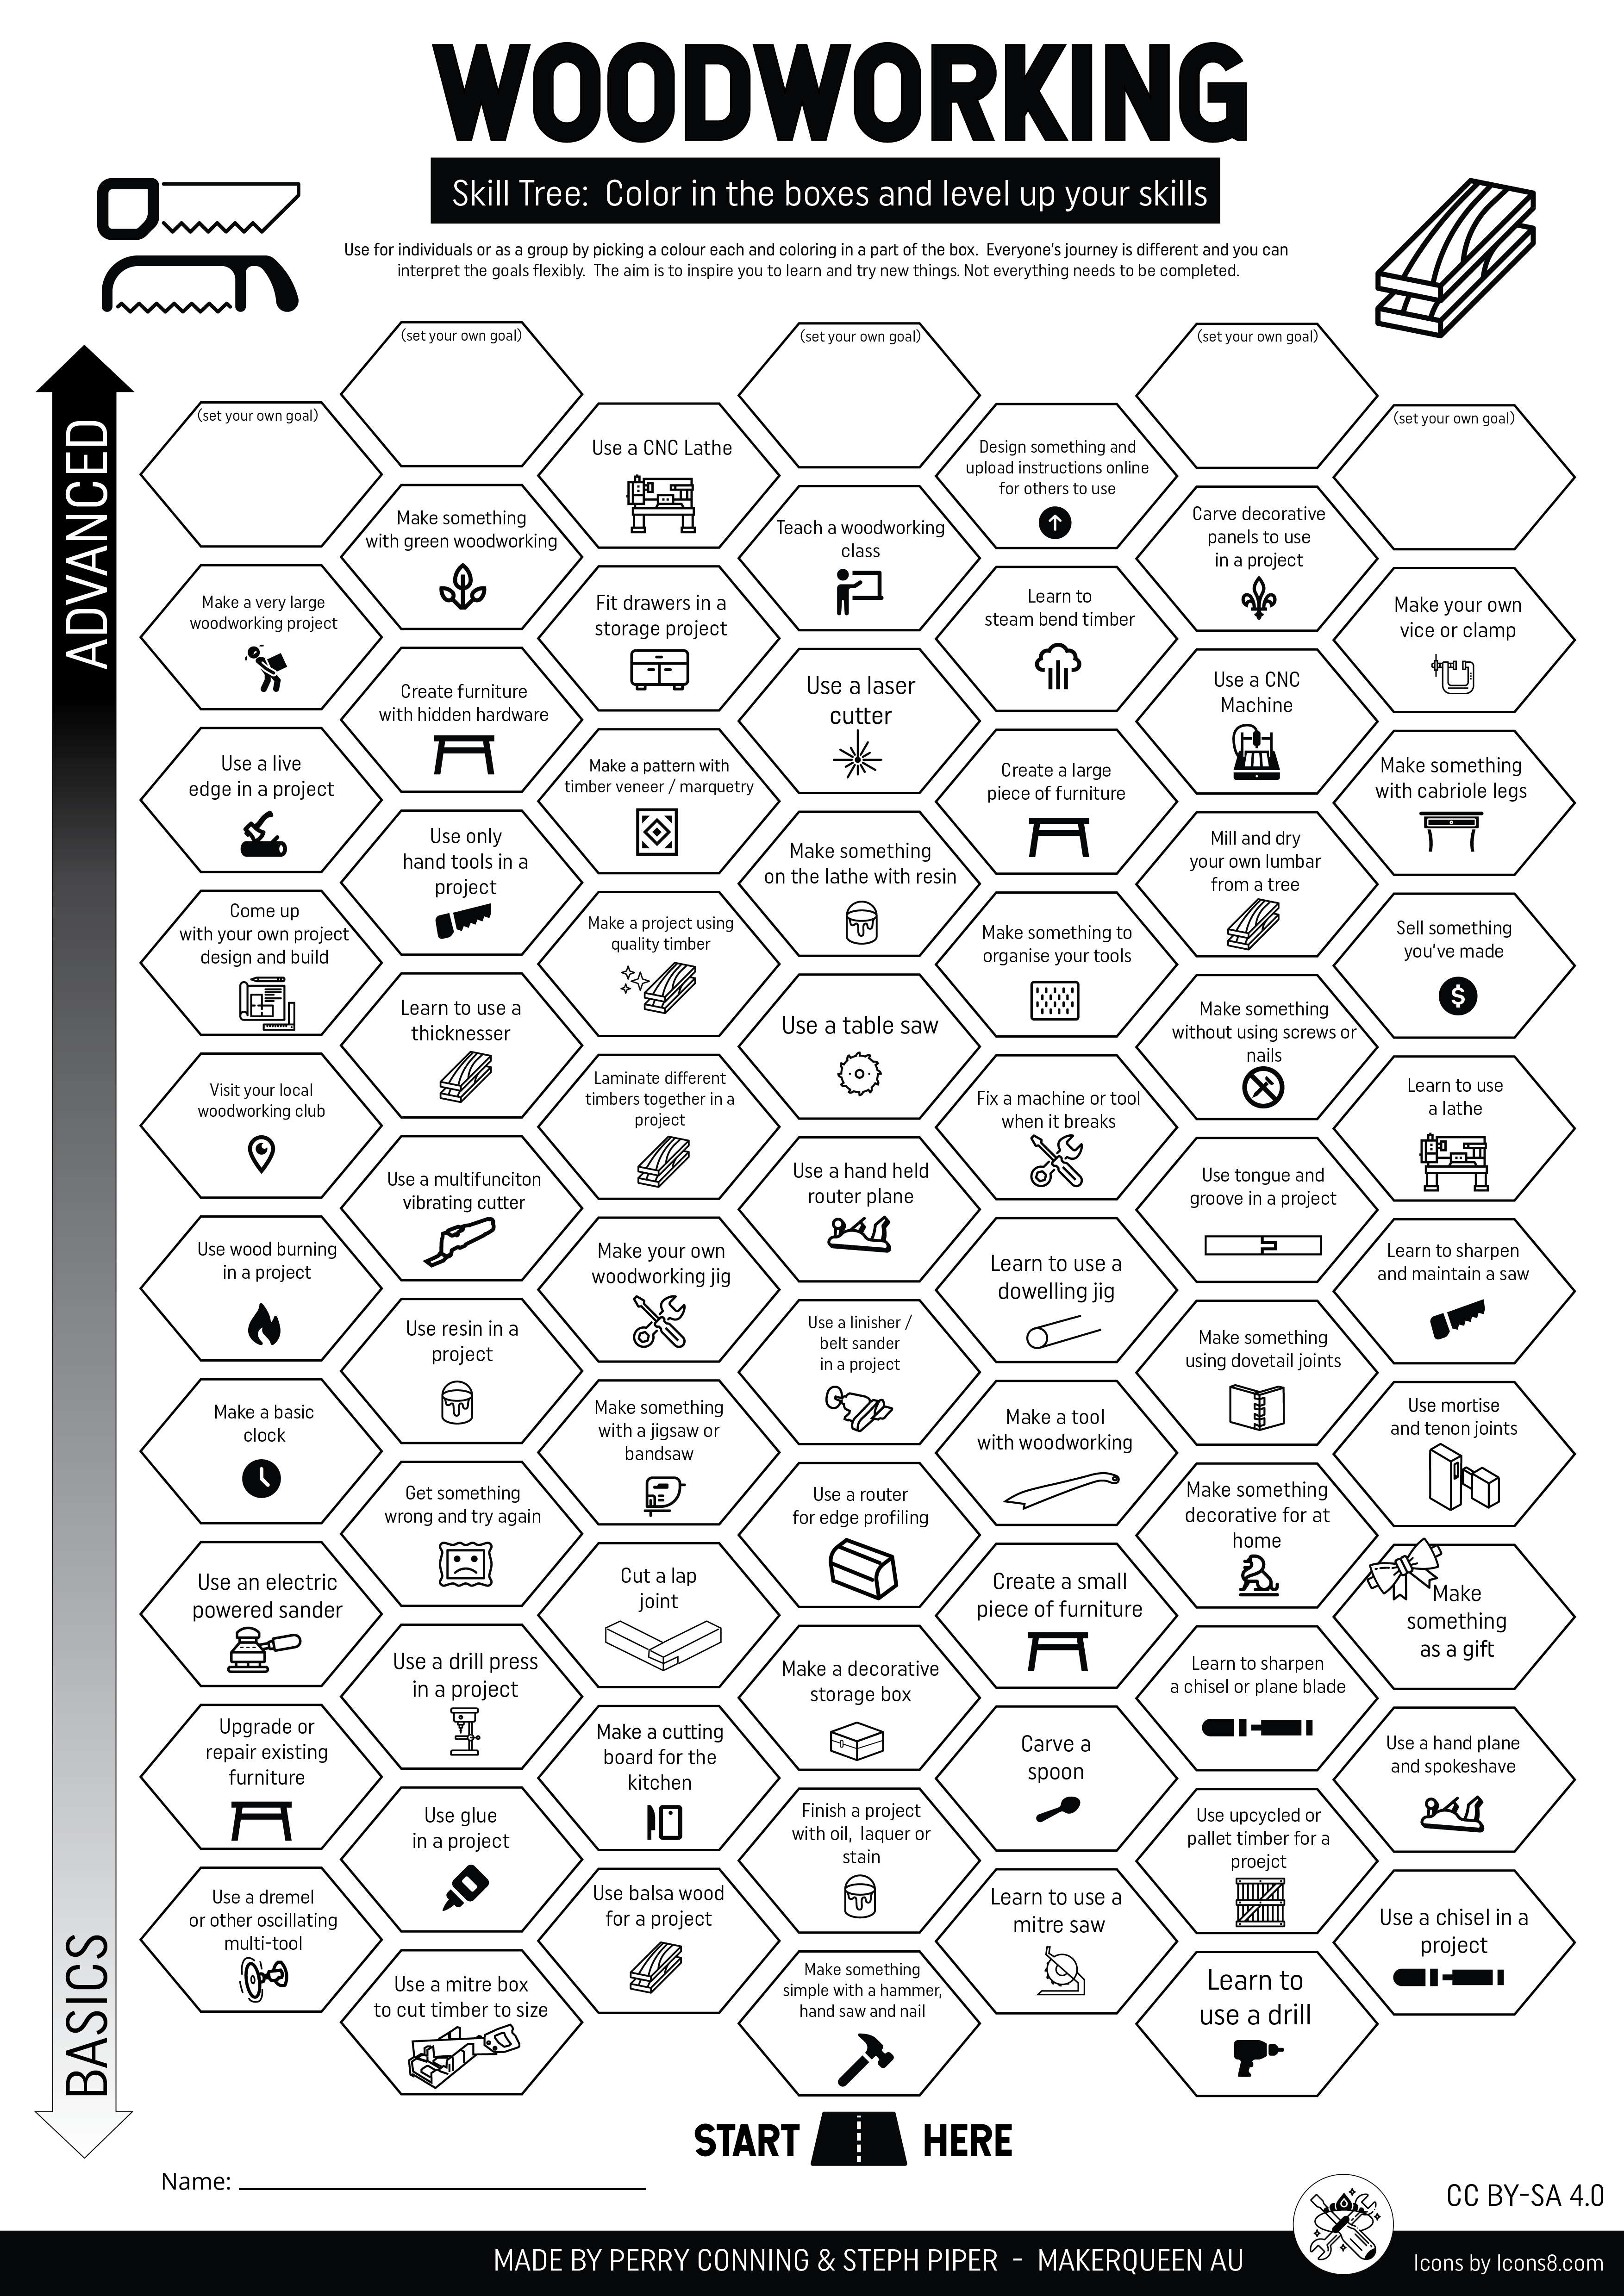 WOODWORKING
Skill Tree: Color in the boxes and level up your skills
Use for individuals or as a group by picking a colour each and coloring in a part of the box. Everyone's journey is different and you can
interpret the goals flexibly. The aim is to inspire you to learn and try new things. Not everything needs to be completed.
ADVANCED
BASICS
(set your own goal)
(set your own goal)
(set your own goal)
(set your own goal)
(set your own goal)
Use a CNC Lathe
Design something and
upload instructions online
for others to use
Make something
with green woodworking
Teach a woodworking
class
Carve decorative
panels to use
in a project
Make a very large
woodworking project
Fit drawers in a
storage project
Learn to
steam bend timber
Make your own
vice or clamp
Create furniture
with hidden hardware
Use a laser
cutter
Use a CNC
Machine
Use a live
edge in a project
Make a pattern with
timber veneer / marquetry
Create a large
piece of furniture
Make something
with cabriole legs
Use only
hand tools in a
project
Make something
on the lathe with resin
Mill and dry
your own lumbar
from a tree
Come up
with your own project
design and build
Make a project using
quality timber
Make something to
organise your tools
Sell something
you've made
Learn to use a
thicknesser
Use a table saw
Make something
without using screws or
nails
Visit your local
woodworking club
Laminate different
timbers together in a
project
Fix a machine or tool
when it breaks
Learn to use
a lathe
Use a multifunciton
vibrating cutter
Use a hand held
router plane
Use tongue and
groove in a project
Use wood burning
in a project
Make your own
woodworking jig
Learn to use a
dowelling jig
Learn to sharpen
and maintain a saw
Use resin in a
project
Use a linisher /
belt sander
in a project
Make something
using dovetail joints
Make a basic
clock
Make something
with a jigsaw or
bandsaw
Make a tool
with woodworking
Use mortise
and tenon joints
Get something
wrong and try again
Use a router
for edge profiling
Make something
decorative for at
home
Use an electric
powered sander
Cut a lap
joint
Create a small
piece of furniture
Make
something
as a gift
Use a drill press
in a project
Make a decorative
storage box
Learn to sharpen
a chisel or plane blade
Upgrade or
repair existing
furniture
Make a cutting
board for the
kitchen
Carve a
spoon
Use a hand plane
and spokeshave
Use glue
in a project
Finish a project
with oil, laquer or
stain
Use upcycled or
pallet timber for a
proejct
Use a dremel
or other oscillating
multi-tool
Use balsa wood
for a project
Learn to use a
mitre saw
Use a chisel in a
project
Use a mitre box
to cut timber to size
Make something
simple with a hammer,
hand saw and nail
Learn to
use a drill
START HERE
Name:
CC BY-SA 4.0
MADE BY PERRY CONNING & STEPH PIPER - MAKERQUEEN AU
Icons by Icons8.com